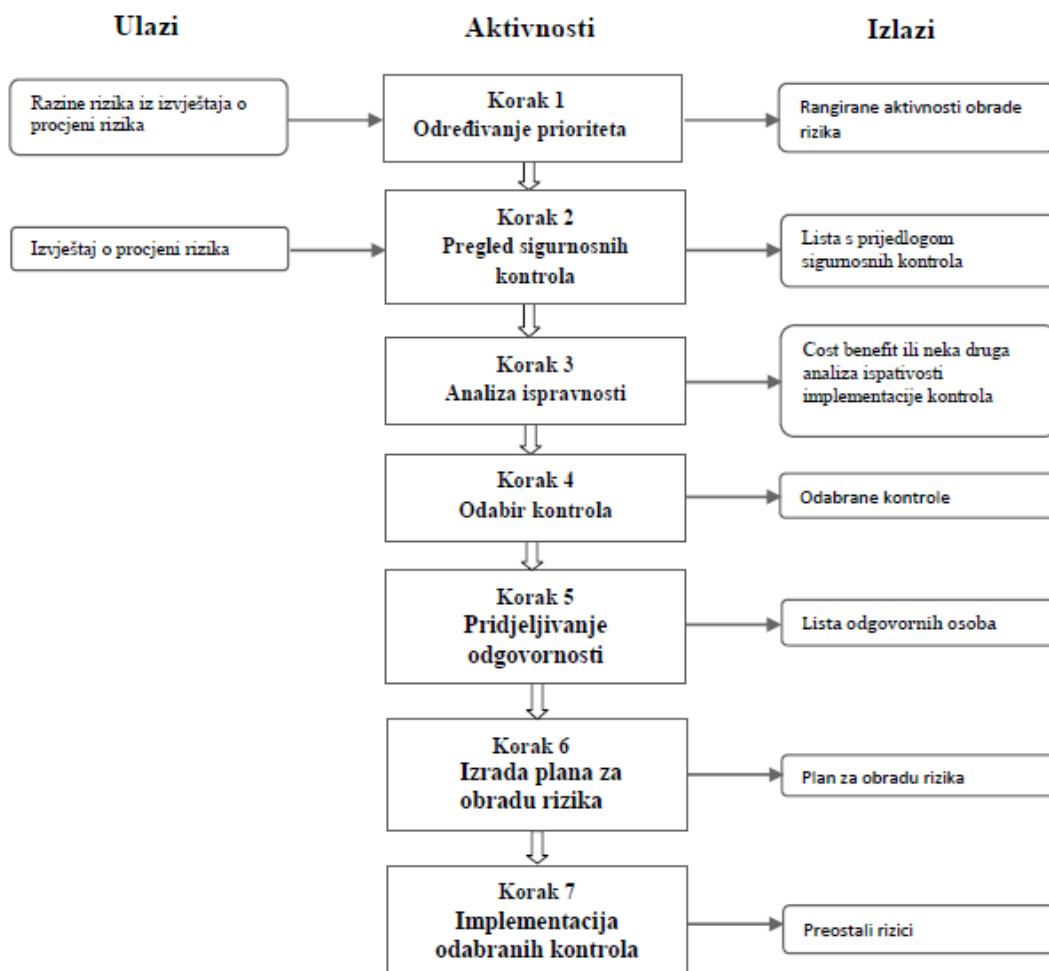 Ulazi
Aktivnosti
Izlazi
Razine rizika iz izvještaja o
procjeni rizika
Korak 1
Određivanje prioriteta
Rangirane aktivnosti obrade
rizika
Izvještaj o procjeni rizika
Korak 2
Pregled sigurnosnih
kontrola
Lista s prijedlogom
sigurnosnih kontrola
Korak 3
Analiza ispravnosti
Cost benefit ili neka druga
analiza ispativosti
implementacije kontrola
Korak 4
Odabir kontrola
Odabrane kontrole
Korak 5
Pridjeljivanje
odgovornosti
Lista odgovornih osoba
Korak 6
Izrada plana za
obradu rizika
Plan za obradu rizika
Korak 7
Implementacija
odabranih kontrola
Preostali rizici